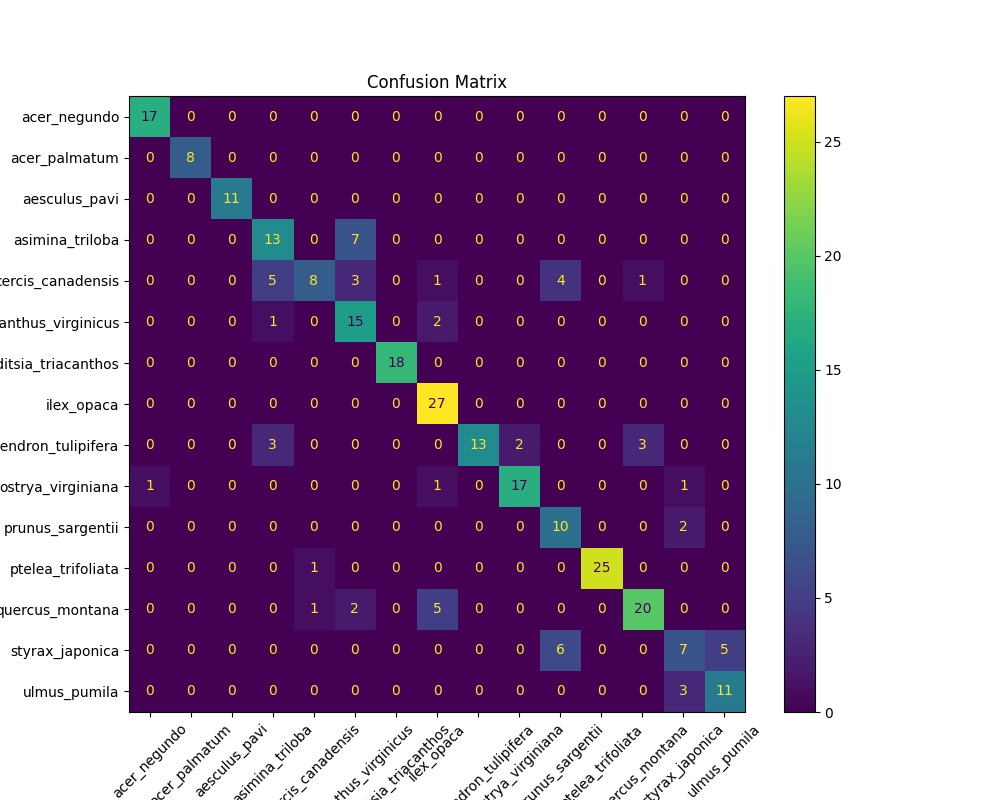 Confusion Matrix
acer_negundo 17 0 0 0 0 0 0 0 0 0 0 0 0 0 0
acer_palmatum 0 8 0 0 0 0 0 0 0 0 0 0 0 0 0
aesculus_pavi 0 0 11 0 0 0 0 0 0 0 0 0 0 0 0
asimina_triloba 0 0 0 13 0 7 0 0 0 0 0 0 0 0 0
cercis_canadensis 0 0 0 5 8 3 0 1 0 0 4 0 1 0 0
anthus_virginicus 0 0 0 1 0 15 0 2 0 0 0 0 0 0 0
ditsia_triacanthos 0 0 0 0 0 0 18 0 0 0 0 0 0 0 0
ilex_opaca 0 0 0 0 0 0 0 27 0 0 0 0 0 0 0
endron_tulipifera 0 0 0 3 0 0 0 0 13 2 0 0 3 0 0
ostrya_virginiana 1 0 0 0 0 0 0 1 0 17 0 0 0 1 0
prunus_sargentii 0 0 0 0 0 0 0 0 0 0 10 0 0 2 0
ptelea_trifoliata 0 0 0 0 1 0 0 0 0 0 0 25 0 0 0
quercus_montana 0 0 0 0 1 2 0 5 0 0 0 0 20 0 0
styrax_japonica 0 0 0 0 0 0 0 0 0 0 6 0 0 7 5
ulmus_pumila 0 0 0 0 0 0 0 0 0 0 0 0 0 3 11
acer_negundo
acer_palmatum
aesculus_pavi
asimina_triloba
rcis_canadensis
thus_virginicus
sia_triacanthos
ilex_opaca
ndron_tulipifera
trya_virginiana
runus_sargentii
telea_trifoliata
ercus_montana
tyrax_japonica
ulmus_pumila
25
20
15
10
5
0